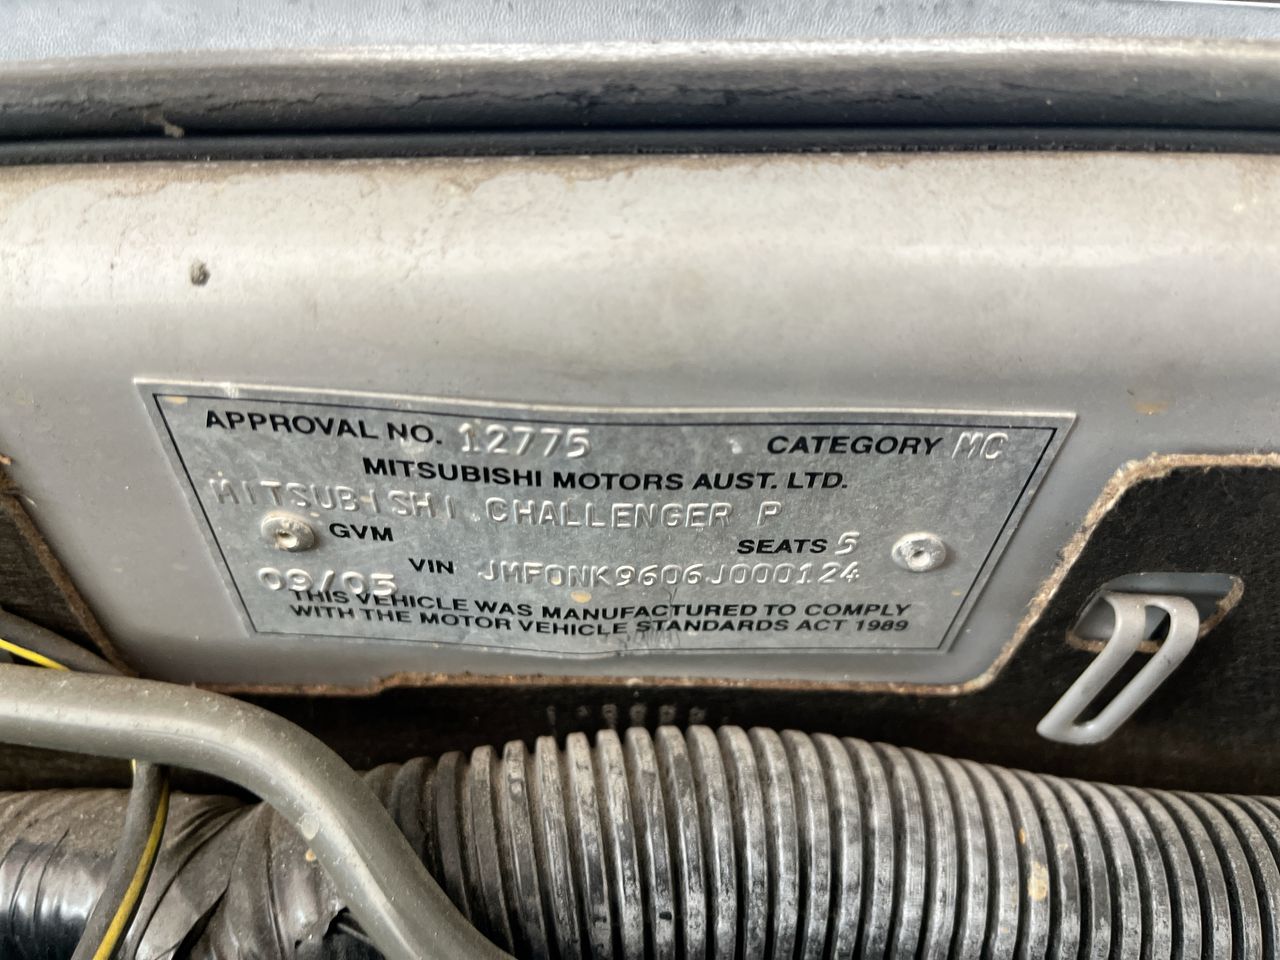 APPROVAL NO. 12775 CATEGORY MC
MITSUBISHI MOTORS AUST. LTD.
MITSUBISHI CHALLENGER P
GVM SEATS 5
09/05 VIN JMF0NK9606J000124
THIS VEHICLE WAS MANUFACTURED TO COMPLY
WITH THE MOTOR VEHICLE STANDARDS ACT 1989